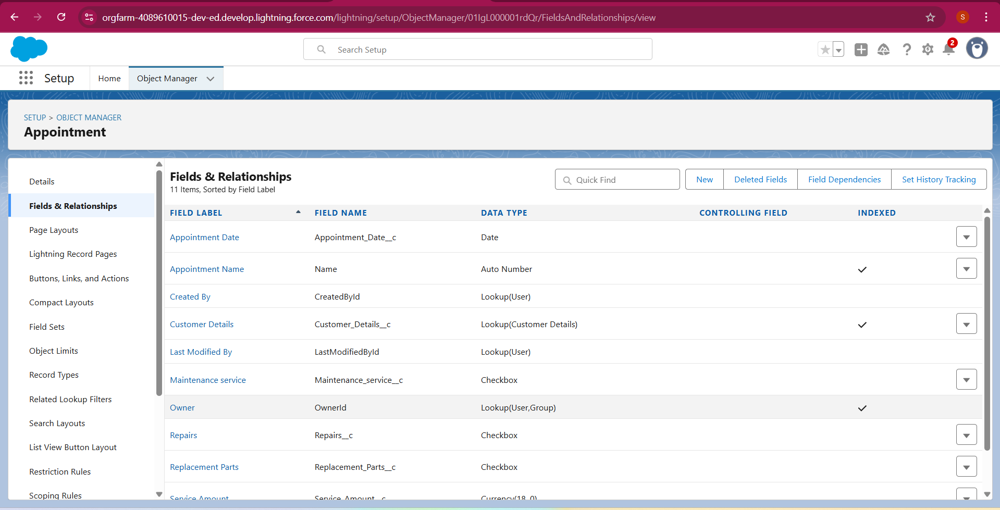 orgfarm-4089610015-dev-ed.develop.lightning.force.com/lightning/setup/ObjectManager/01IgL000001rdQr/FieldsAndRelationships/view
S
Search Setup
2
Setup
Home
Object Manager
SETUP > OBJECT MANAGER
Appointment
Details
Fields & Relationships
Page Layouts
Lightning Record Pages
Buttons, Links, and Actions
Compact Layouts
Field Sets
Object Limits
Record Types
Related Lookup Filters
Search Layouts
List View Button Layout
Restriction Rules
Scoping Rules
Fields & Relationships
11 Items, Sorted by Field Label
Quick Find
New
Deleted Fields
Field Dependencies
Set History Tracking
FIELD LABEL FIELD NAME DATA TYPE CONTROLLING FIELD INDEXED
Appointment Date Appointment_Date__c Date
Appointment Name Name Auto Number
Created By CreatedById Lookup(User)
Customer Details Customer_Details__c Lookup(Customer Details)
Last Modified By LastModifiedById Lookup(User)
Maintenance service Maintenance_service__c Checkbox
Owner OwnerId Lookup(User,Group)
Repairs Repairs__c Checkbox
Replacement Parts Replacement_Parts__c Checkbox
Service Amount Service_Amount__c Currency(18, 0)